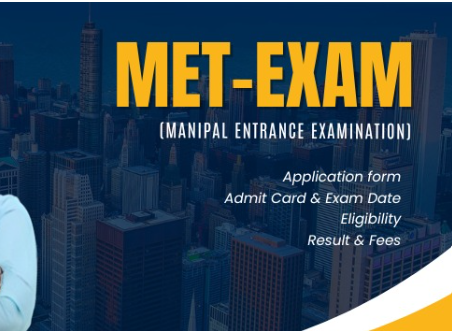 MET-EXAM
(MANIPAL ENTRANCE EXAMINATION)
Application form
Admit Card & Exam Date
Eligibility
Result & Fees